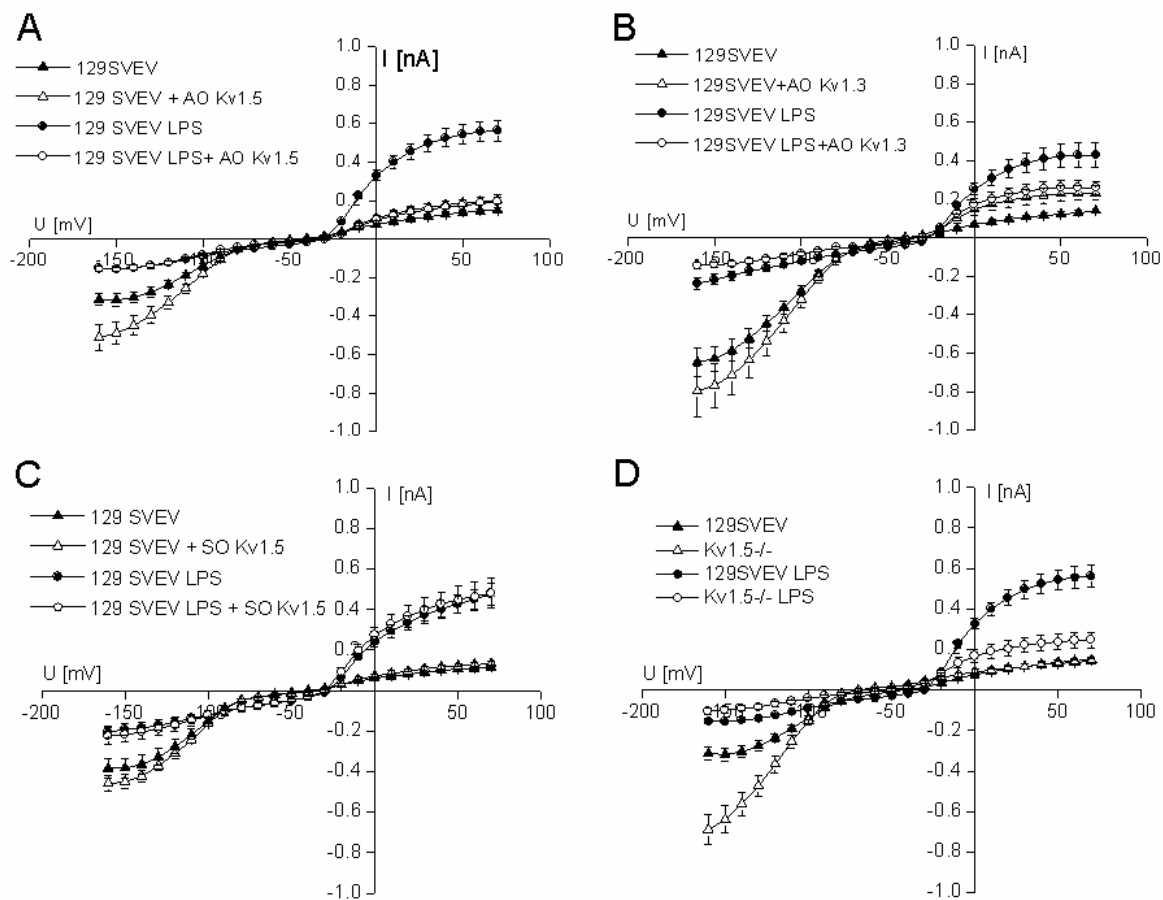 A
I [nA]
129SVEV
129 SVEV + AO Kv1.5
129 SVEV LPS
129 SVEV LPS+ AO Kv1.5
U [mV]
1.0
0.8
0.6
0.4
0.2
-200
-150
-100
-50
50
100
-0.2
-0.4
-0.6
-0.8
-1.0
B
I [nA]
129SVEV
129SVEV+AO Kv1.3
129SVEV LPS
129SVEV LPS+AO Kv1.3
U [mV]
1.0
0.8
0.6
0.4
0.2
-200
-150
-100
-50
50
100
-0.2
-0.4
-0.6
-0.8
-1.0
C
I [nA]
129 SVEV
129 SVEV + SO Kv1.5
129 SVEV LPS
129 SVEV LPS + SO Kv1.5
U [mV]
1.0
0.8
0.6
0.4
0.2
-200
-150
-100
-50
50
100
-0.2
-0.4
-0.6
-0.8
-1.0
D
I [nA]
129SVEV
Kv1.5-/-
129SVEV LPS
Kv1.5-/- LPS
U [mV]
1.0
0.8
0.6
0.4
0.2
-200
-150
-100
-50
50
100
-0.2
-0.4
-0.6
-0.8
-1.0